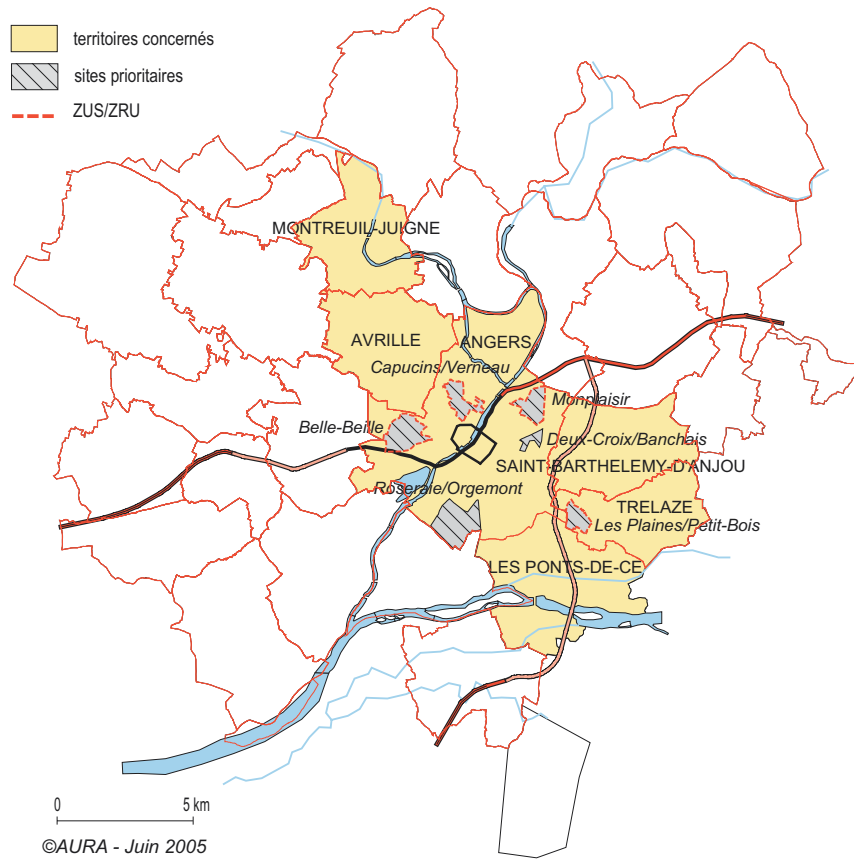 territoires concernés
sites prioritaires
ZUS/ZRU
MONTREUIL-JUIGNE
AVRILLE
ANGERS
Capucins/Verneau
Monplaisir
Belle-Beille
Deux-Croix/Banchais
SAINT-BARTHELEMY-D'ANJOU
Roseraie/Orgemont
TRELAZE
Les Plaines/Petit-Bois
LES PONTS-DE-CE
0 5 km
©AURA - Juin 2005